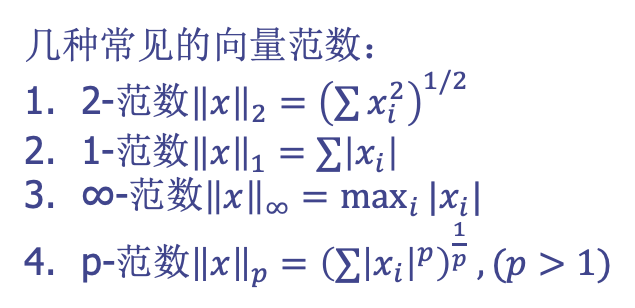 几种常见的向量范数：
1. 2-范数‖x‖₂ = (∑ xᵢ²)^{1/2}
2. 1-范数‖x‖₁ = ∑|xᵢ|
3. ∞-范数‖x‖_∞ = maxᵢ |xᵢ|
4. p-范数‖x‖_p = (∑|xᵢ|^p)^{1/p} , (p > 1)